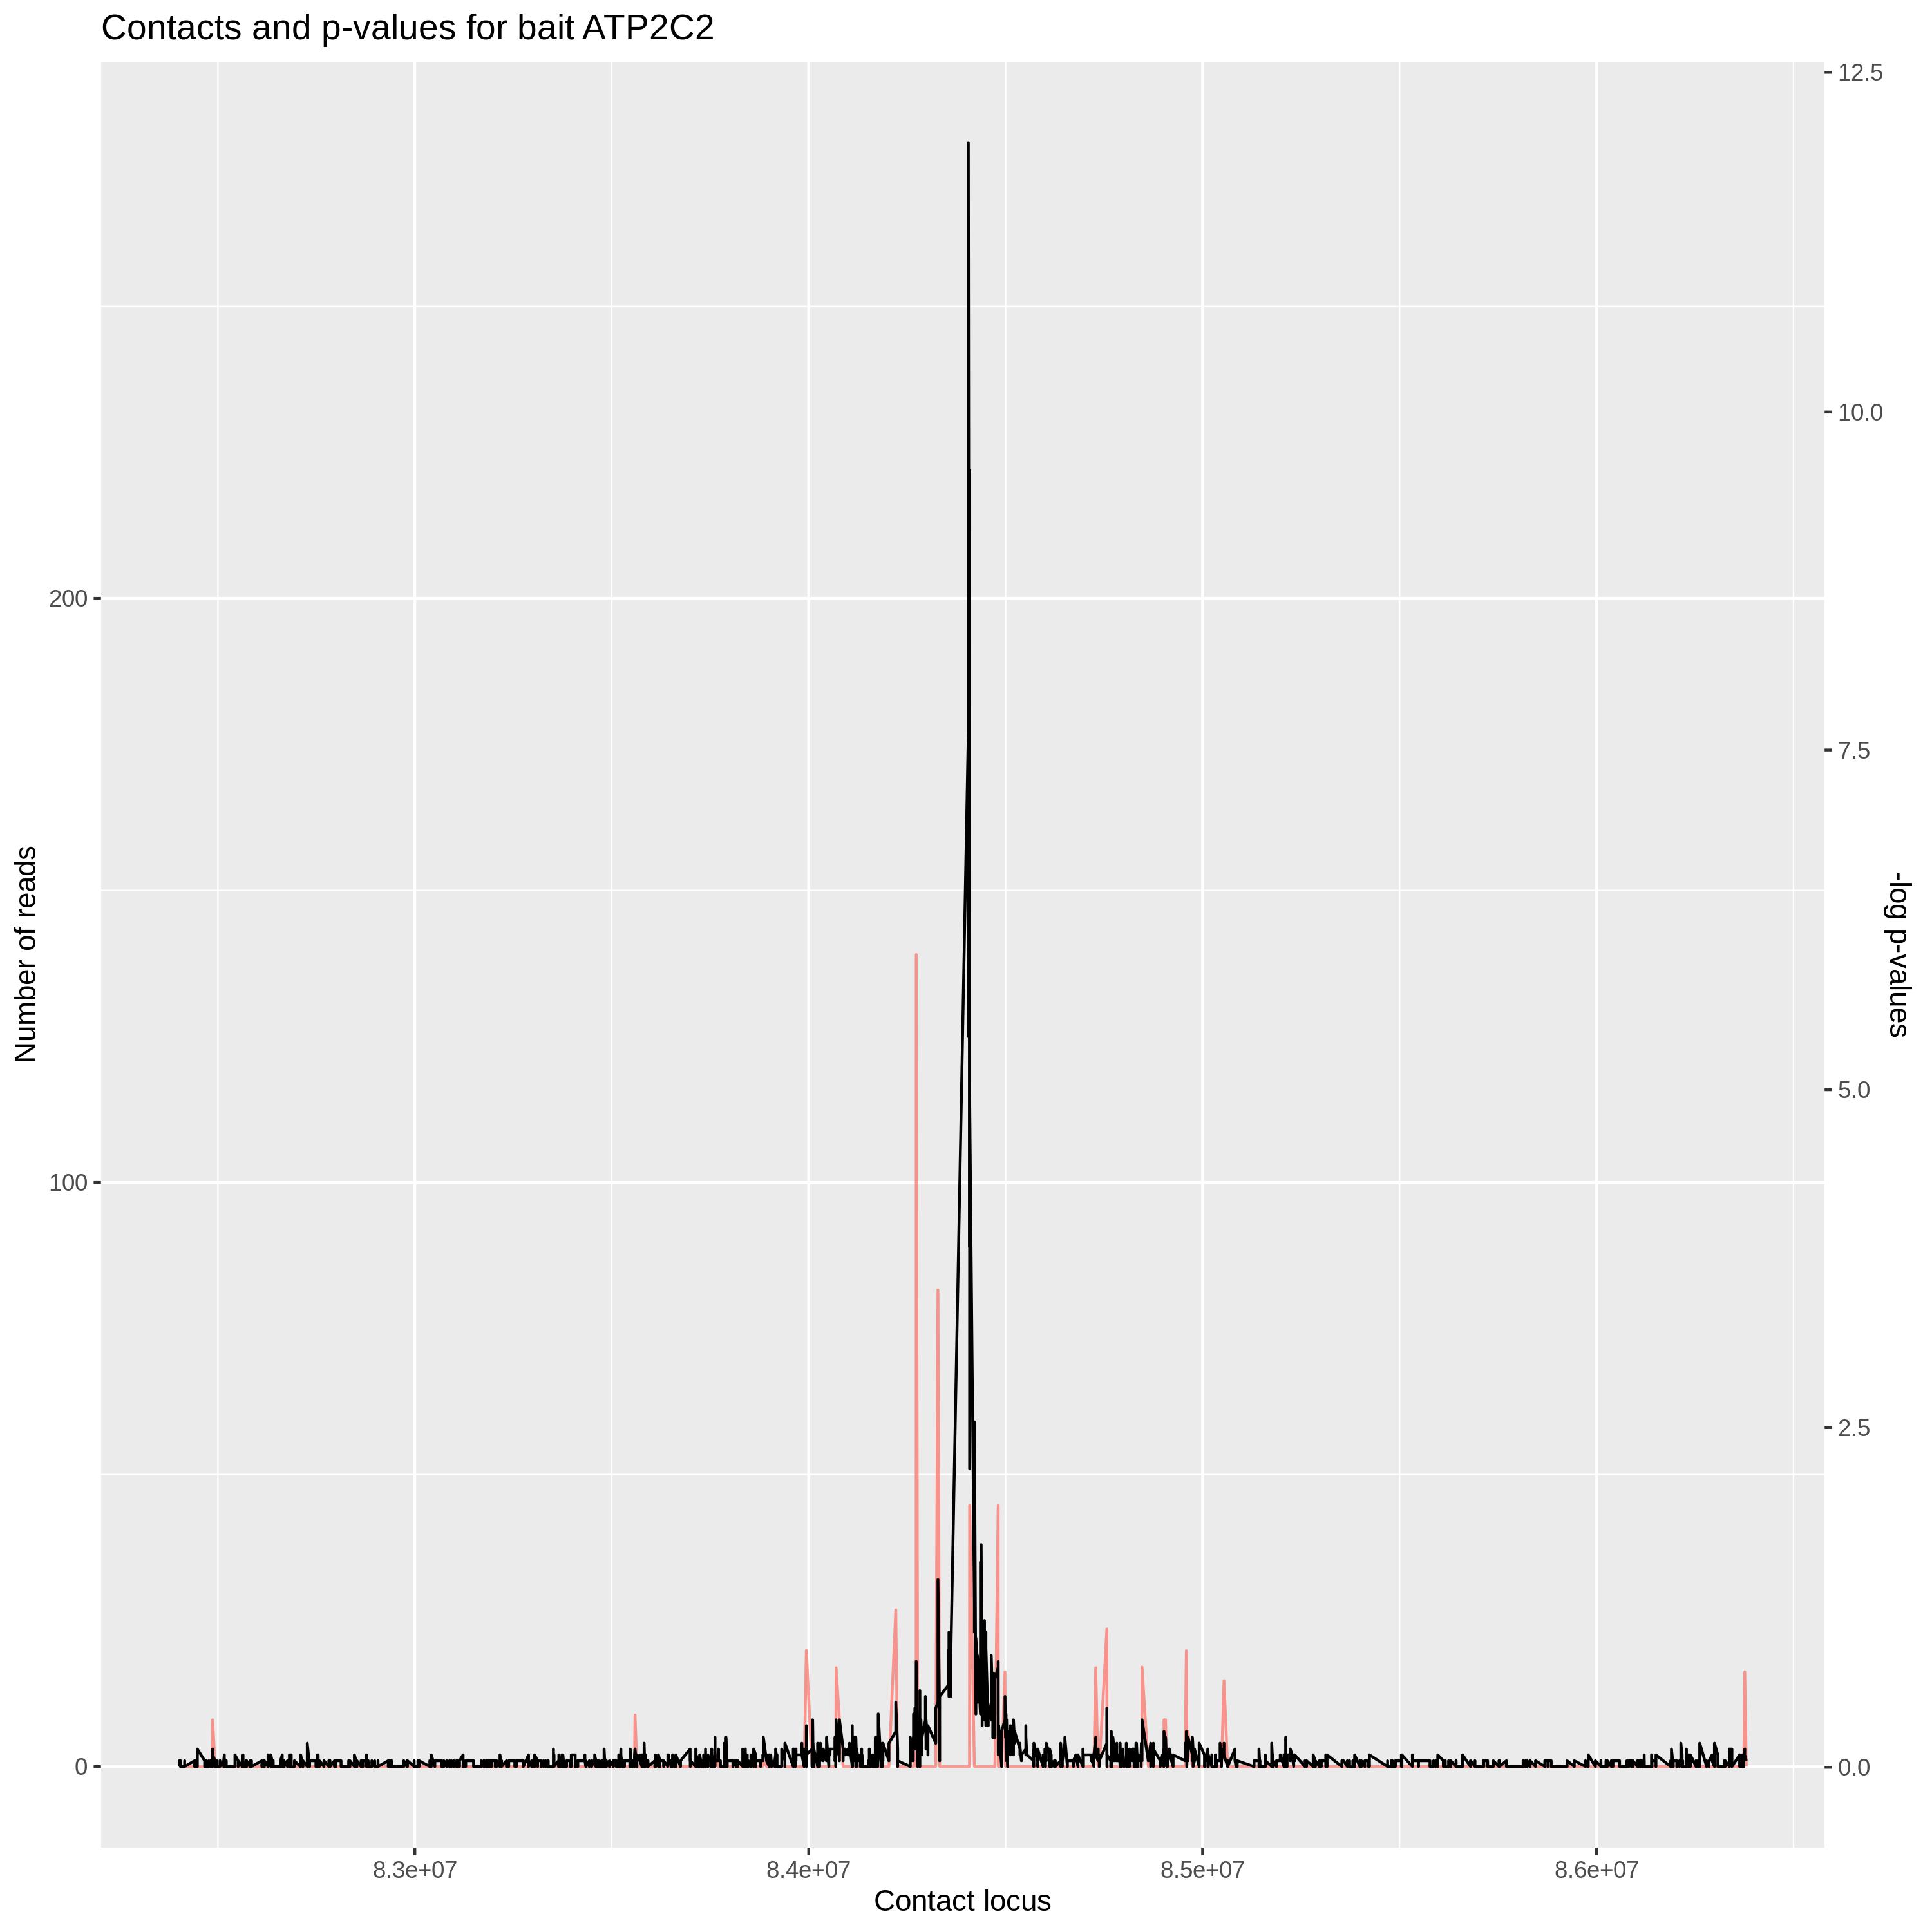 Contacts and p-values for bait ATP2C2
Number of reads
200
100
0
12.5
10.0
7.5
5.0
2.5
0.0
-log p-values
8.3e+07
8.4e+07
8.5e+07
8.6e+07
Contact locus